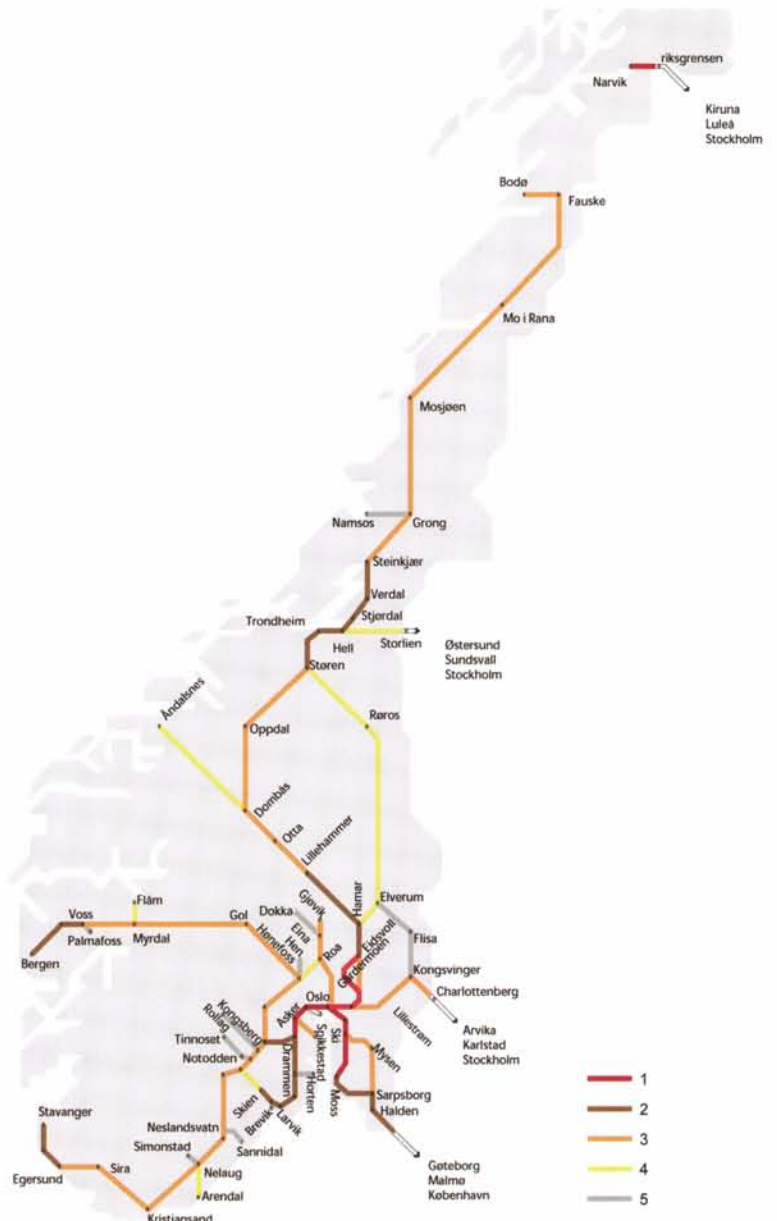 riksgrensen
Narvik
Kiruna
Luleå
Stockholm
Bodø
Fauske
Mo i Rana
Mosjøen
Namsos
Grong
Steinkjær
Verdal
Stjørdal
Trondheim
Hell
Storlien
Østersund
Sundsvall
Stockholm
Støren
Åndalsnes
Oppdal
Røros
Dombås
Otta
Lillehammer
Hamar
Elverum
Flåm
Dokka
Gjøvik
Eina
Hen
Voss
Palmafoss
Myrdal
Gol
Hønefoss
Roa
Eidsvoll
Gardermoen
Flisa
Bergen
Kongsvinger
Charlottenberg
Oslo
Asker
Lillestrøm
Arvika
Karlstad
Stockholm
Kongsberg
Rollag
Tinnoset
Notodden
Spikkestad
Ski
Mysen
Drammen
Horten
Moss
Sarpsborg
Halden
Skien
Brevik
Larvik
Stavanger
Neslandsvatn
Simonstad
Sannidal
Egersund
Sira
Nelaug
Arendal
Kristiansand
Gøteborg
Malmø
København
1
2
3
4
5